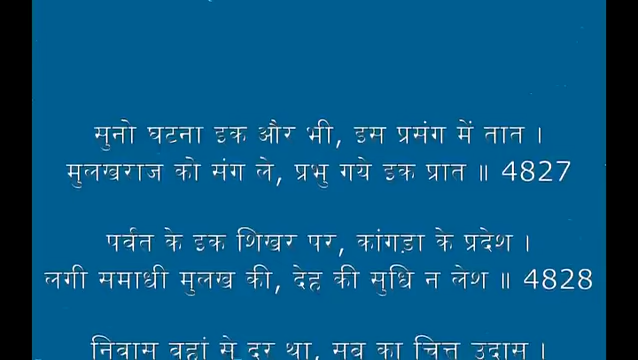 सुनो घटना इक और भी, इस प्रसंग में तात ।
मुलखराज को संग ले, प्रभु गये इक प्रात ॥ 4827
पर्वत के इक शिखर पर, कांगड़ा के प्रदेश ।
लगी समाधी मुलख की, देह की सुधि न लेश ॥ 4828
निवास वहां से दूर था, सब का चित्त उदास ।